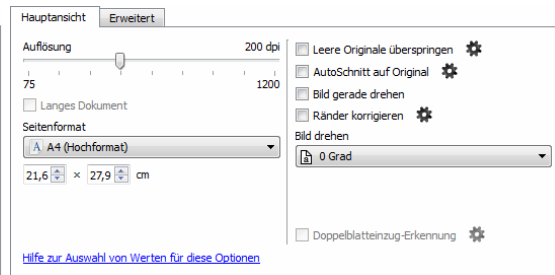 Hauptansicht Erweitert
Auflösung 200 dpi
75 1200
Langes Dokument
Seitenformat
A4 (Hochformat)
21,6 × 27,9 cm
Hilfe zur Auswahl von Werten für diese Optionen
Leere Originale überspringen
AutoSchnitt auf Original
Bild gerade drehen
Ränder korrigieren
Bild drehen
0 Grad
Doppelblatteinzug-Erkennung